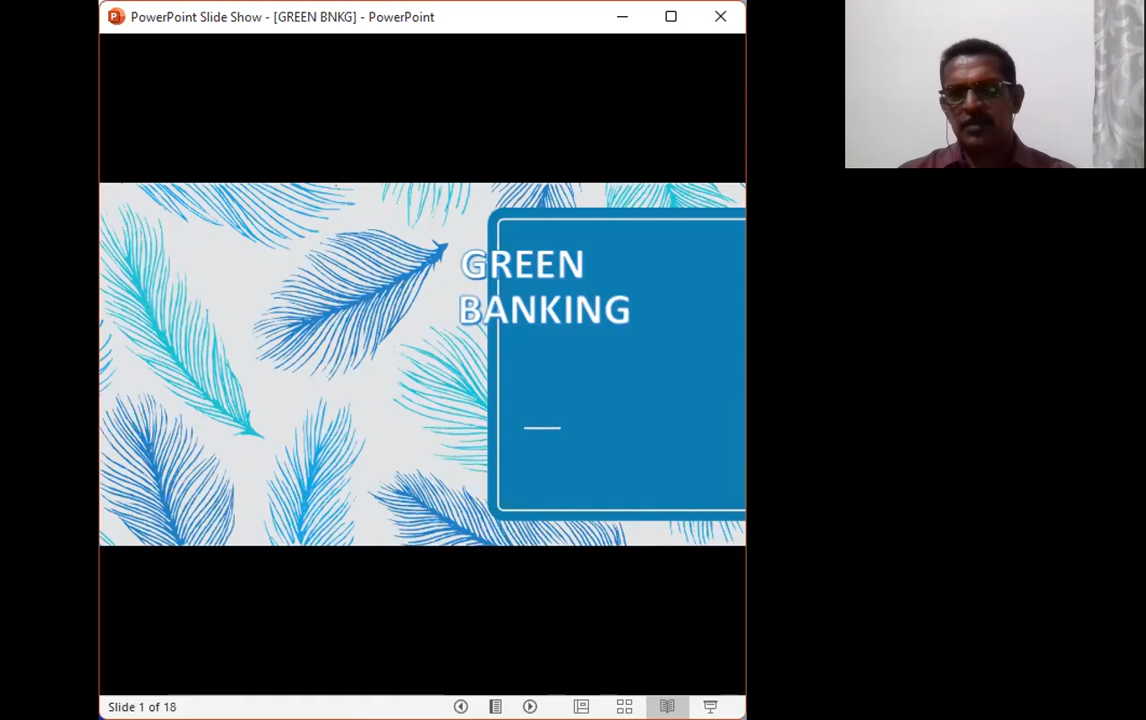 PowerPoint Slide Show - [GREEN BNKG] - PowerPoint
GREEN
BANKING
Slide 1 of 18